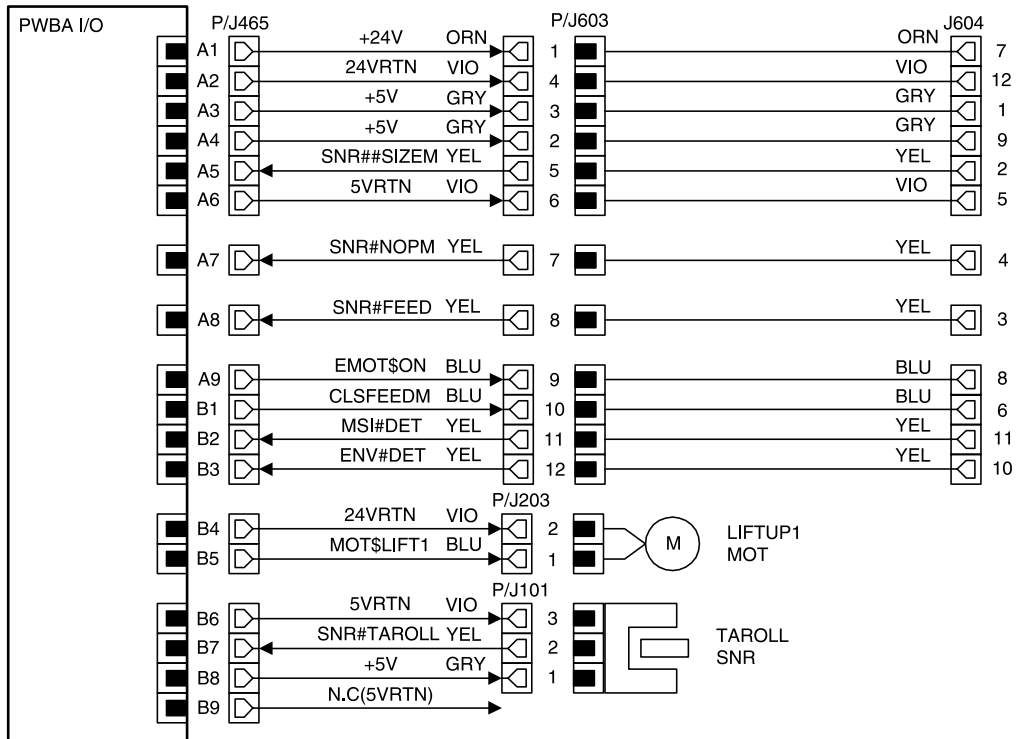 PWBA I/O P/J465 P/J603 J604
A1 +24V ORN 1 ORN 7
A2 24VRTN VIO 4 VIO 12
A3 +5V GRY 3 GRY 1
A4 +5V GRY 2 GRY 9
A5 SNR##SIZEM YEL 5 YEL 2
A6 5VRTN VIO 6 VIO 5
A7 SNR#NOPM YEL 7 YEL 4
A8 SNR#FEED YEL 8 YEL 3
A9 EMOT$ON BLU 9 BLU 8
B1 CLSFEEDM BLU 10 BLU 6
B2 MSI#DET YEL 11 YEL 11
B3 ENV#DET YEL 12 YEL 10
P/J203
B4 24VRTN VIO 2 M LIFTUP1
B5 MOT$LIFT1 BLU 1 MOT
P/J101
B6 5VRTN VIO 3 TAROLL
B7 SNR#TAROLL YEL 2 SNR
B8 +5V GRY 1
B9 N.C(5VRTN)